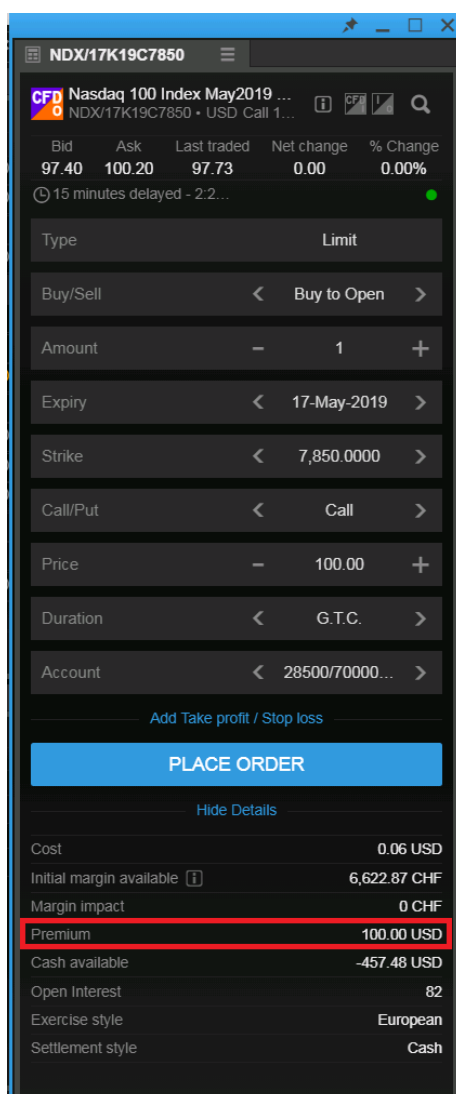 NDX/17K19C7850
CFD
O
Nasdaq 100 Index May2019 ...
NDX/17K19C7850 • USD Call 1...
Bid Ask Last traded Net change % Change
97.40 100.20 97.73 0.00 0.00%
15 minutes delayed - 2:2...
Type Limit
Buy/Sell Buy to Open
Amount 1
Expiry 17-May-2019
Strike 7,850.0000
Call/Put Call
Price 100.00
Duration G.T.C.
Account 28500/70000...
Add Take profit / Stop loss
PLACE ORDER
Hide Details
Cost 0.06 USD
Initial margin available 6,622.87 CHF
Margin impact 0 CHF
Premium 100.00 USD
Cash available -457.48 USD
Open Interest 82
Exercise style European
Settlement style Cash